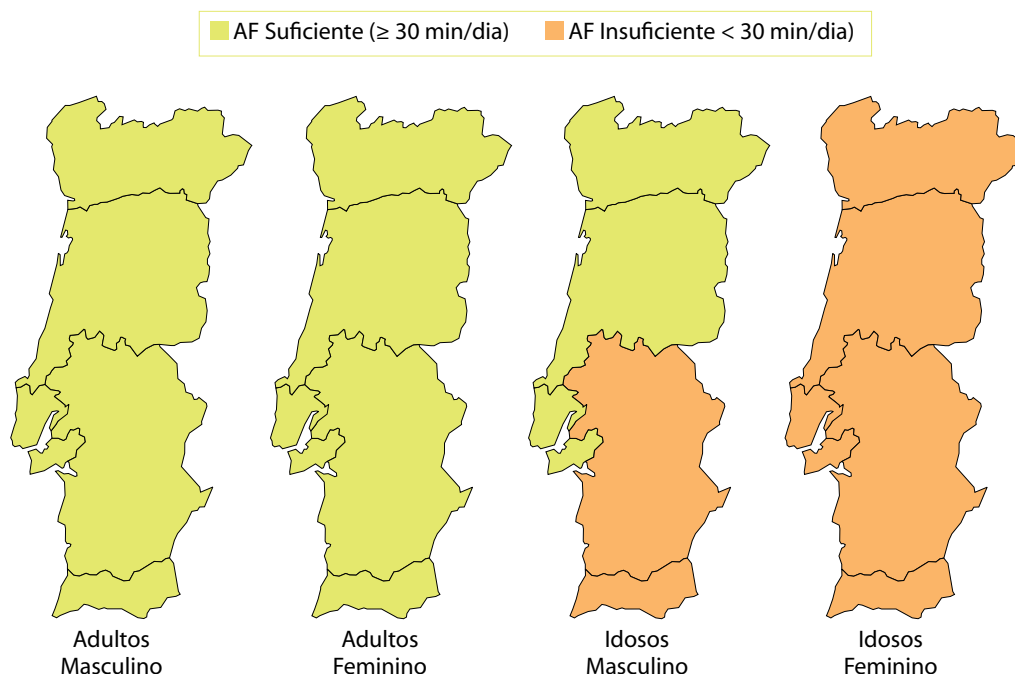 AF Suficiente (≥ 30 min/dia) AF Insuficiente < 30 min/dia)
Adultos
Masculino
Adultos
Feminino
Idosos
Masculino
Idosos
Feminino